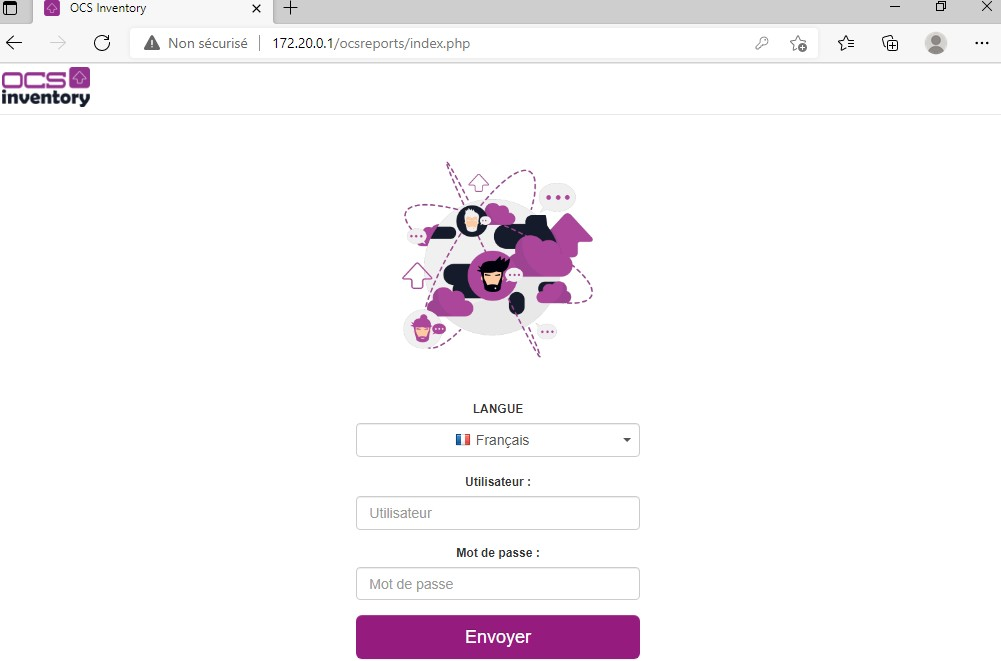 OCS Inventory
Non sécurisé
172.20.0.1/ocsreports/index.php
OCS
inventory
LANGUE
Français
Utilisateur :
Utilisateur
Mot de passe :
Mot de passe
Envoyer